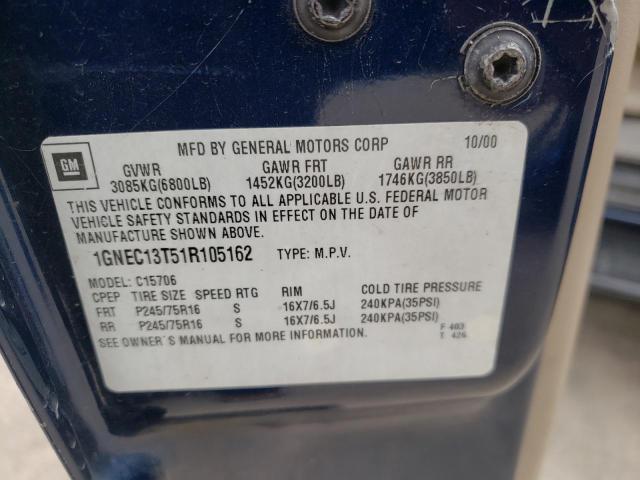 GM
MFD BY GENERAL MOTORS CORP 10/00
GVWR GAWR FRT GAWR RR
3085KG(6800LB) 1452KG(3200LB) 1746KG(3850LB)
THIS VEHICLE CONFORMS TO ALL APPLICABLE U.S. FEDERAL MOTOR
VEHICLE SAFETY STANDARDS IN EFFECT ON THE DATE OF
MANUFACTURE SHOWN ABOVE.
1GNEC13T51R105162 TYPE: M.P.V.
MODEL: C15706
CPEP TIRE SIZE SPEED RTG RIM COLD TIRE PRESSURE
FRT P245/75R16 S 16X7/6.5J 240KPA(35PSI)
RR P245/75R16 S 16X7/6.5J 240KPA(35PSI)
SEE OWNER'S MANUAL FOR MORE INFORMATION.
F 403
T 426